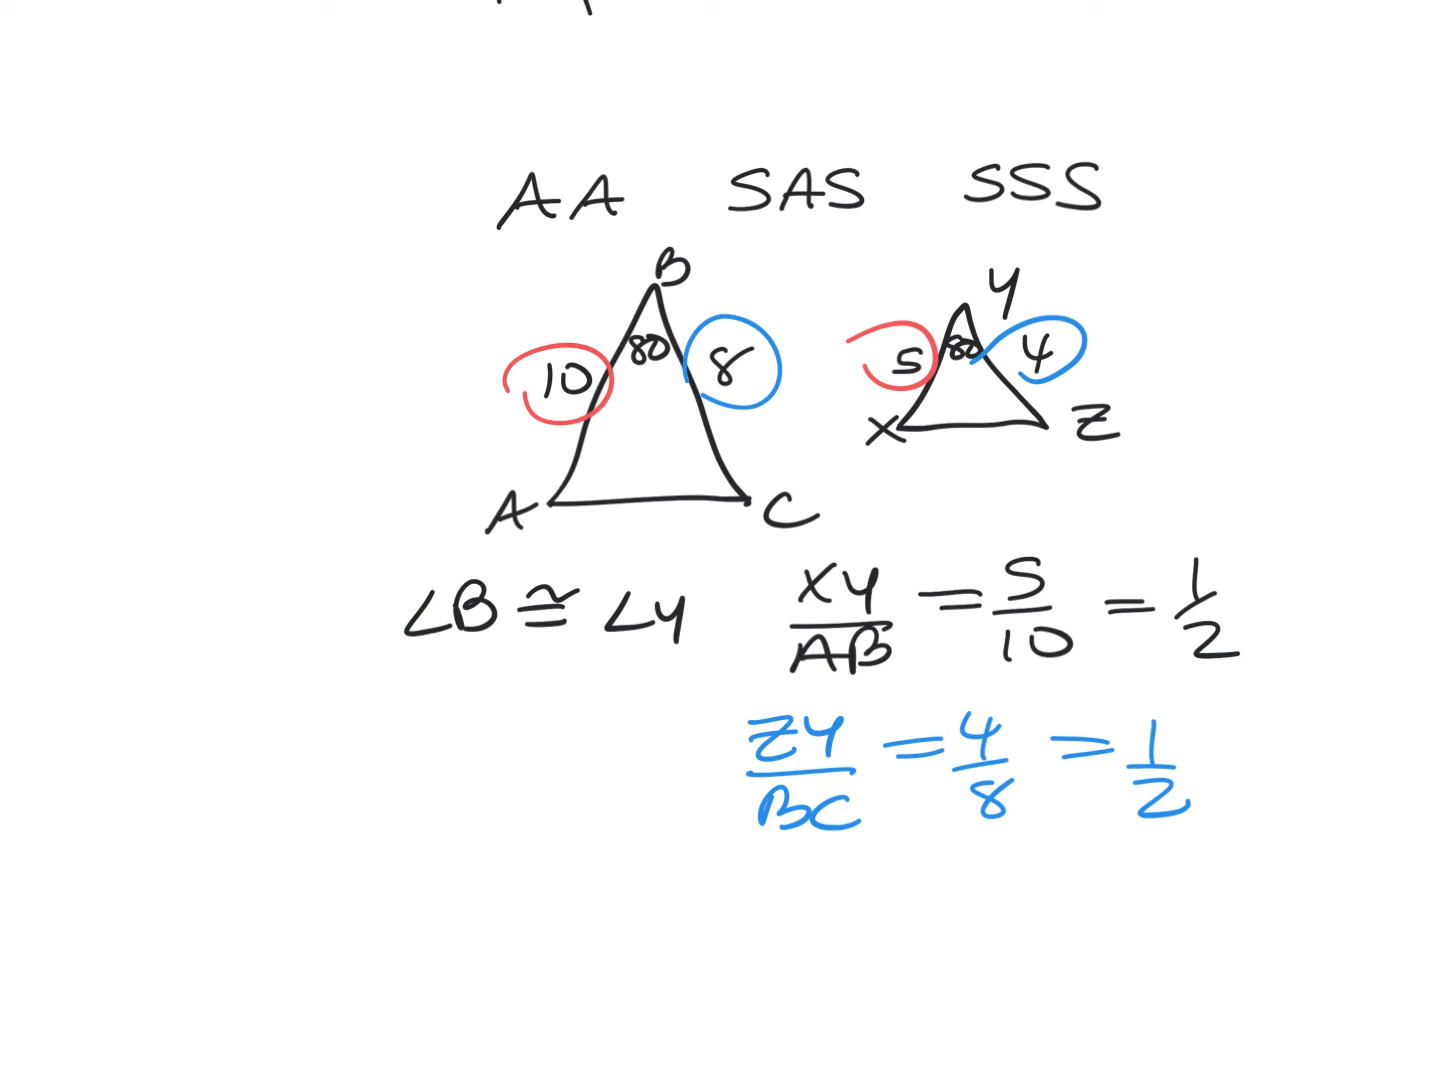 AA SAS SSS
B Y
10 80 8 5 80 4
A C X Z
∠B ≅ ∠Y XY/AB = 5/10 = 1/2
ZY/BC = 4/8 = 1/2